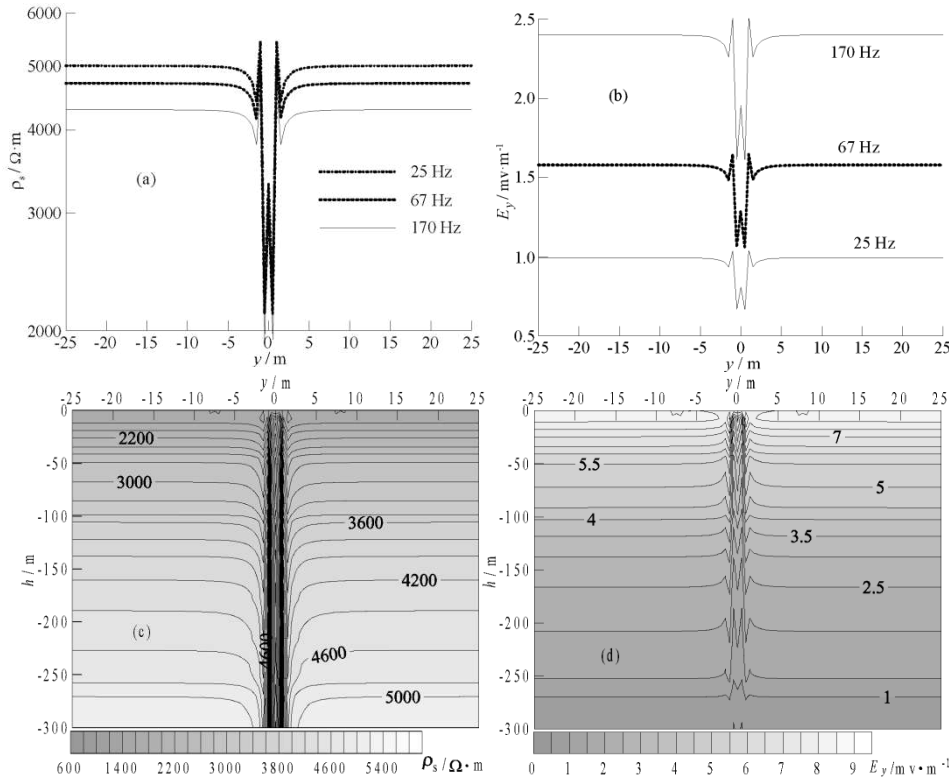 6000
5000
4000
3000
2000
ρs / Ω·m
(a)
25 Hz
67 Hz
170 Hz
-25 -20 -15 -10 -5 0 5 10 15 20 25
y / m
2.5
2.0
1.5
1.0
0.5
Ey / mv·m⁻¹
(b)
170 Hz
67 Hz
25 Hz
-25 -20 -15 -10 -5 0 5 10 15 20 25
y / m
y / m
-25 -20 -15 -10 -5 0 5 10 15 20 25
0
-50
-100
-150
-200
-250
-300
h / m
2200
3000
3600
4200
4600
4600
5000
(c)
600 1400 2200 3000 3800 4600 5400 ρs / Ω·m
y / m
-25 -20 -15 -10 -5 0 5 10 15 20 25
0
-50
-100
-150
-200
-250
-300
h / m
7
5.5
5
4
3.5
2.5
1
(d)
0 1 2 3 4 5 6 7 8 9 Ey / mv·m⁻¹